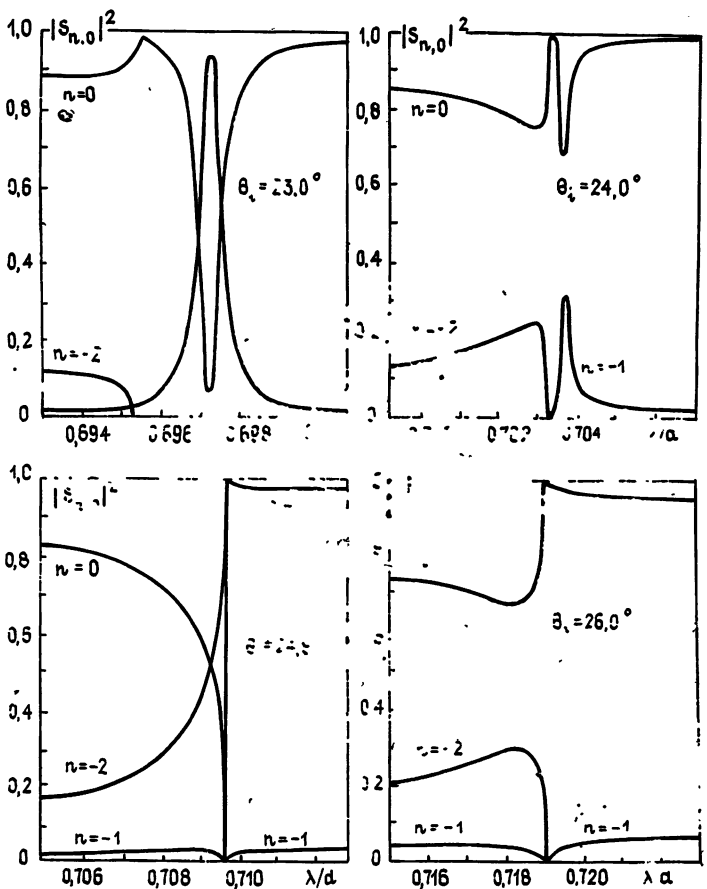 1,0 |S_{n,0}|^2
0,8
n=0
0,6
θ_i = 23,0°
0,4
0,2
n=-2
0
0,694 0,696 0,698
1,0 |S_{n,0}|^2
0,8
n=0
0,6
θ_i = 24,0°
0,4
n=-1
0
0,704
1,0
0,8
n=0
0,6
0,4
n=-2
0,2
n=-1 n=-1
0
0,706 0,708 0,710 λ/d
θ_i = 26,0°
n=-2
n=-1 n=-1
0
0,716 0,718 0,720 λ d